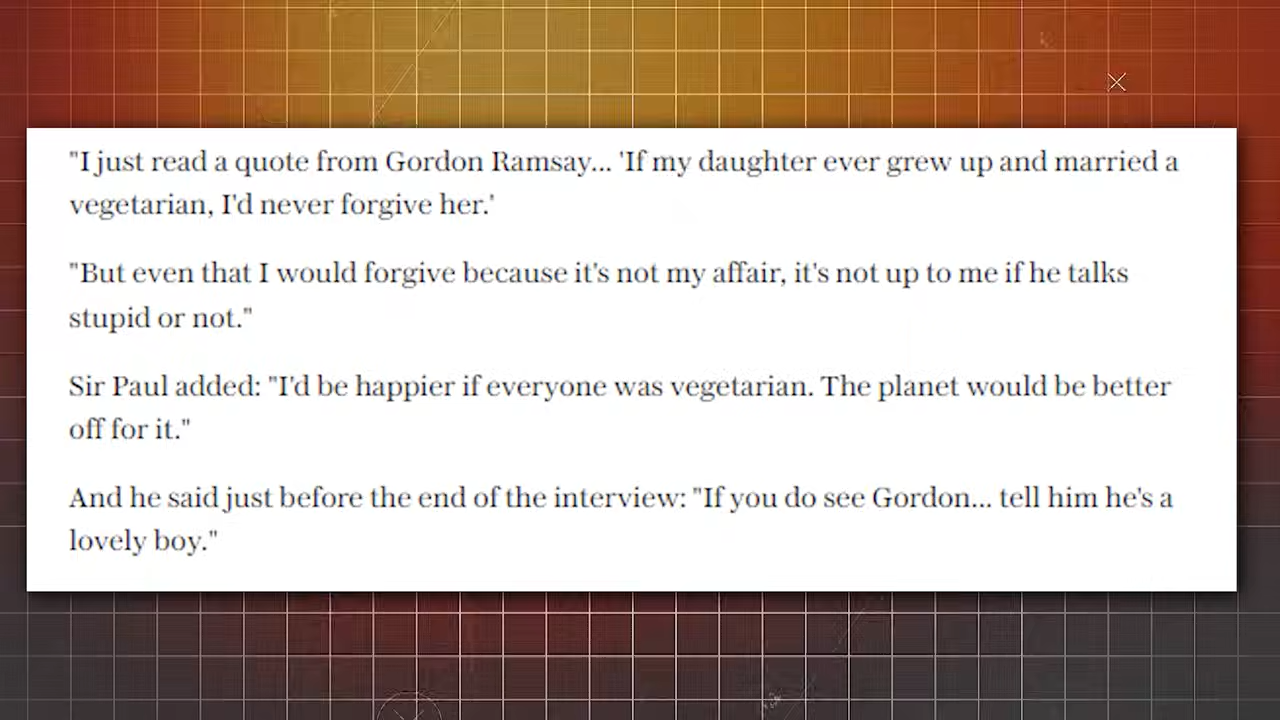 "I just read a quote from Gordon Ramsay... 'If my daughter ever grew up and married a
vegetarian, I'd never forgive her.'
"But even that I would forgive because it's not my affair, it's not up to me if he talks
stupid or not."
Sir Paul added: "I'd be happier if everyone was vegetarian. The planet would be better
off for it."
And he said just before the end of the interview: "If you do see Gordon... tell him he's a
lovely boy."